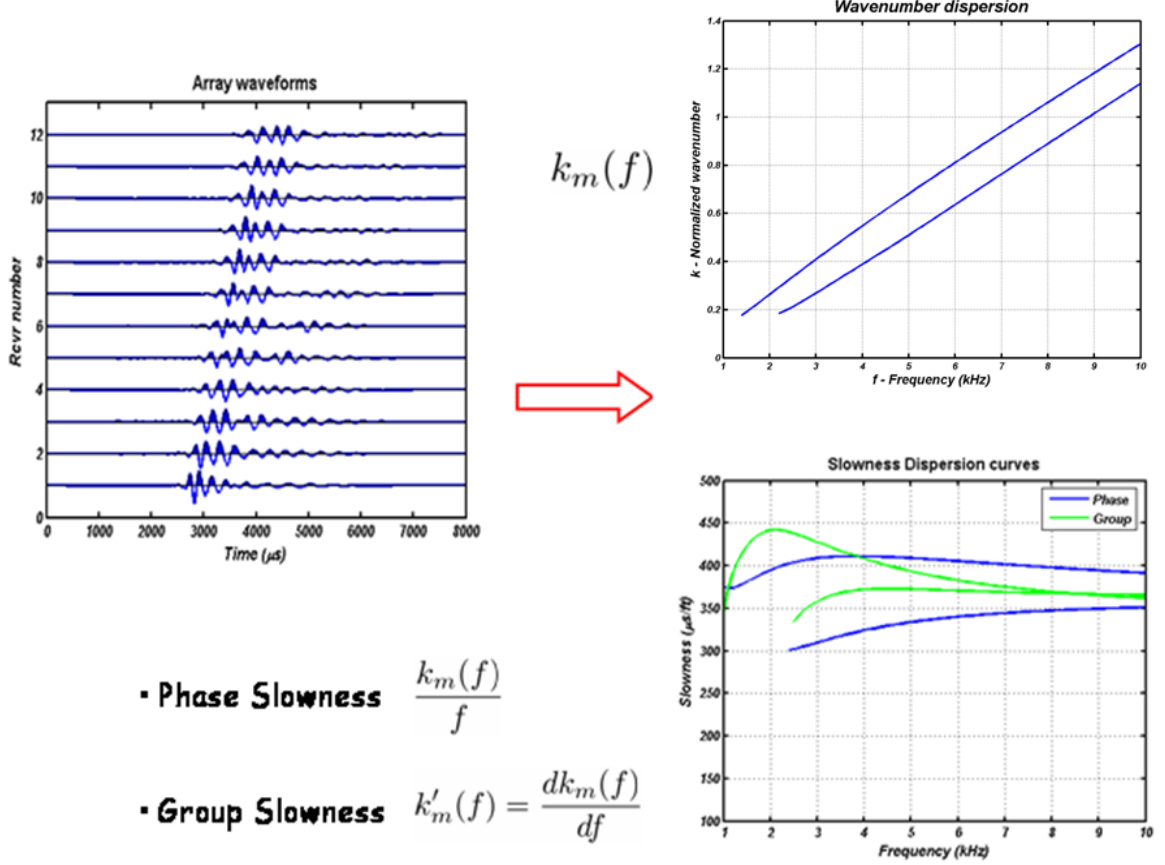 Array waveforms
Rcvr number
12
10
8
6
4
2
0
0 1000 2000 3000 4000 5000 6000 7000 8000
Time (μs)
k_m(f)
Wavenumber dispersion
k - Normalized wavenumber
1.4
1.2
1
0.8
0.6
0.4
0.2
0
1 2 3 4 5 6 7 8 9 10
f - Frequency (kHz)
Slowness Dispersion curves
Phase
Group
Slowness (μs/ft)
500
450
400
350
300
250
200
150
100
1 2 3 4 5 6 7 8 9 10
Frequency (kHz)
▪ Phase Slowness k_m(f) / f
▪ Group Slowness k'_m(f) = dk_m(f) / df